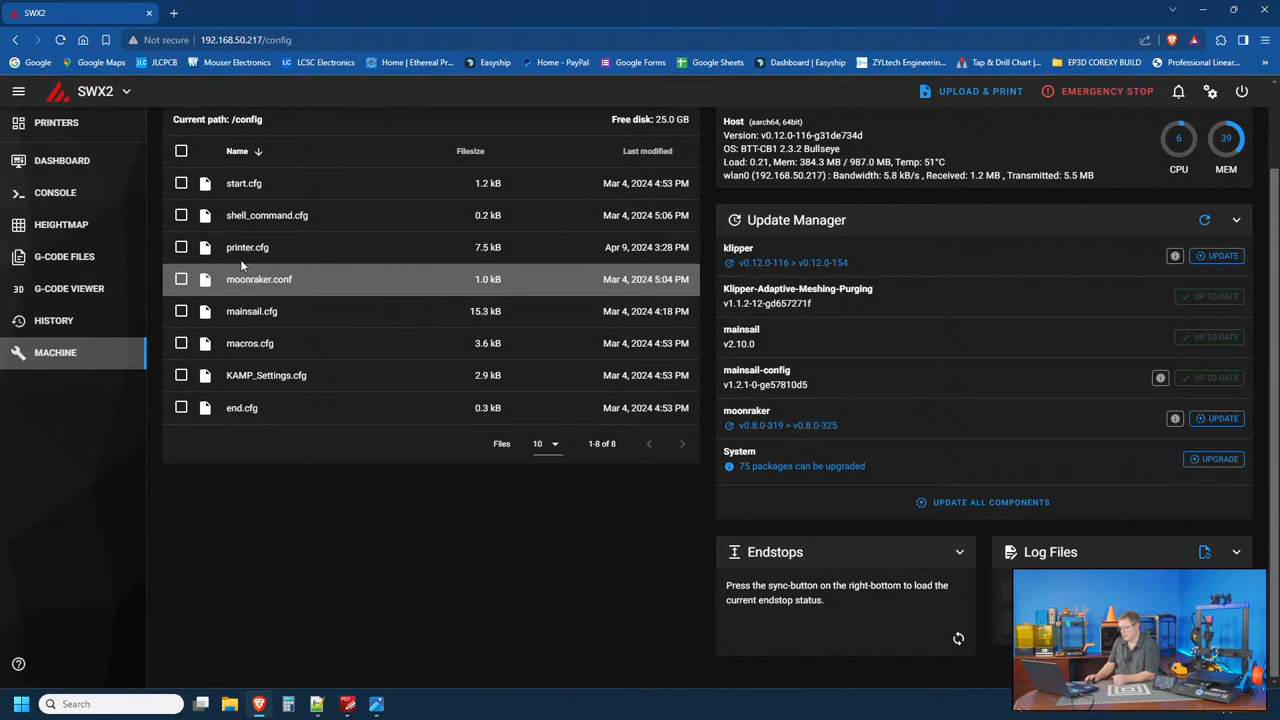 SWX2
Not secure
192.168.50.217/config
Google
Google Maps
JLCPCB
Mouser Electronics
LCSC Electronics
Home | Ethereal Pr...
Easyship
Home - PayPal
Google Forms
Google Sheets
Dashboard | Easyship
ZYLtech Engineerin...
Tap & Drill Chart |...
EP3D COREXY BUILD
Professional Linear...
SWX2
UPLOAD & PRINT
EMERGENCY STOP
PRINTERS
DASHBOARD
CONSOLE
HEIGHTMAP
G-CODE FILES
3D G-CODE VIEWER
HISTORY
MACHINE
Current path: /config
Free disk: 25.0 GB
Name
Filesize
Last modified
start.cfg 1.2 kB Mar 4, 2024 4:53 PM
shell_command.cfg 0.2 kB Mar 4, 2024 5:06 PM
printer.cfg 7.5 kB Apr 9, 2024 3:28 PM
moonraker.conf 1.0 kB Mar 4, 2024 5:04 PM
mainsail.cfg 15.3 kB Mar 4, 2024 4:18 PM
macros.cfg 3.6 kB Mar 4, 2024 4:53 PM
KAMP_Settings.cfg 2.9 kB Mar 4, 2024 4:53 PM
end.cfg 0.3 kB Mar 4, 2024 4:53 PM
Files 10 1-8 of 8
Host (aarch64, 64bit)
Version: v0.12.0-116-g31de734d
OS: BTT-CB1 2.3.2 Bullseye
Load: 0.21, Mem: 384.3 MB / 987.0 MB, Temp: 51°C
wlan0 (192.168.50.217) : Bandwidth: 5.8 kB/s , Received: 1.2 MB , Transmitted: 5.5 MB
6
CPU
39
MEM
Update Manager
klipper
v0.12.0-116 > v0.12.0-154
UPDATE
Klipper-Adaptive-Meshing-Purging
v1.1.2-12-gd657271f
UP-TO-DATE
mainsail
v2.10.0
UP-TO-DATE
mainsail-config
v1.2.1-0-ge57810d5
UP-TO-DATE
moonraker
v0.8.0-319 > v0.8.0-325
UPDATE
System
75 packages can be upgraded
UPGRADE
UPDATE ALL COMPONENTS
Endstops
Press the sync-button on the right-bottom to load the
current endstop status.
Log Files
Search